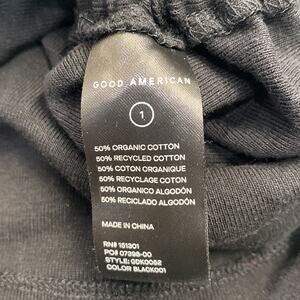 GOOD AMERICAN
1
50% ORGANIC COTTON
50% RECYCLED COTTON
50% COTON ORGANIQUE
50% RECYCLAGE COTON
50% ORGANICO ALGODÓN
50% RECICLADO ALGODÓN
MADE IN CHINA
RN# 151301
PO# 07398-00
STYLE: GDK0052
COLOR: BLACK001